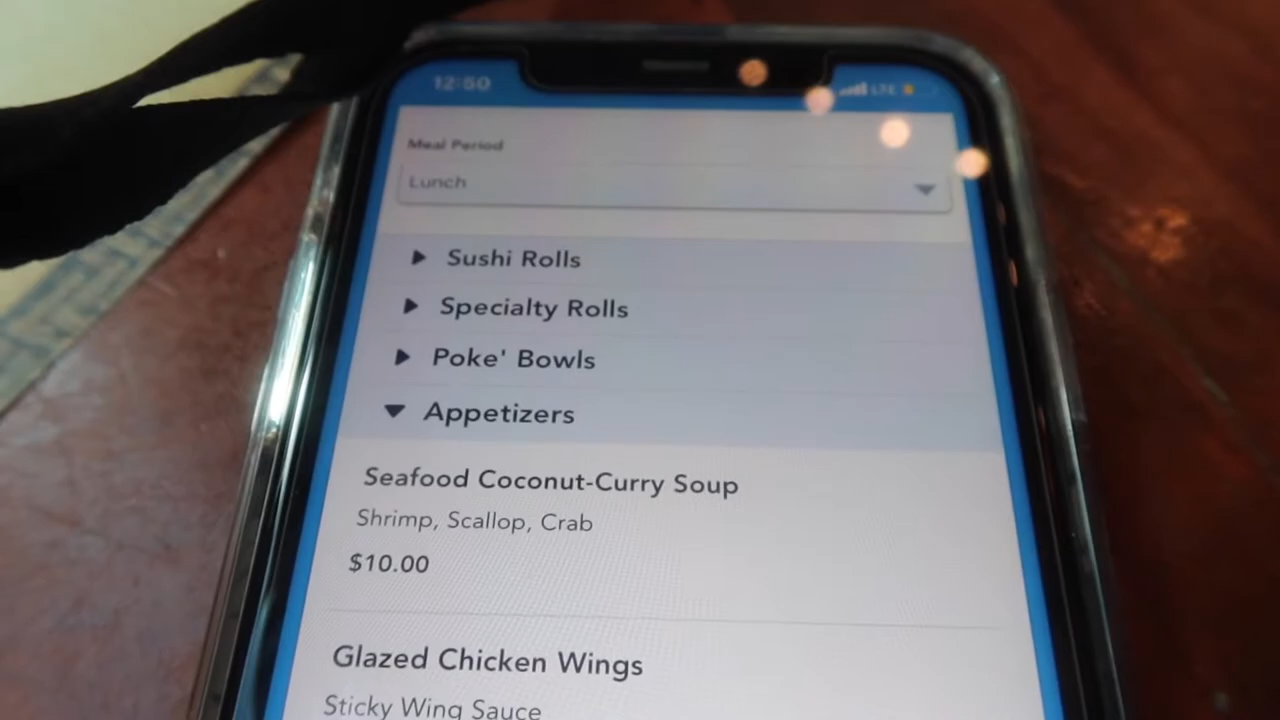 12:50
LTE
Meal Period
Lunch
Sushi Rolls
Specialty Rolls
Poke' Bowls
Appetizers
Seafood Coconut-Curry Soup
Shrimp, Scallop, Crab
$10.00
Glazed Chicken Wings
Sticky Wing Sauce